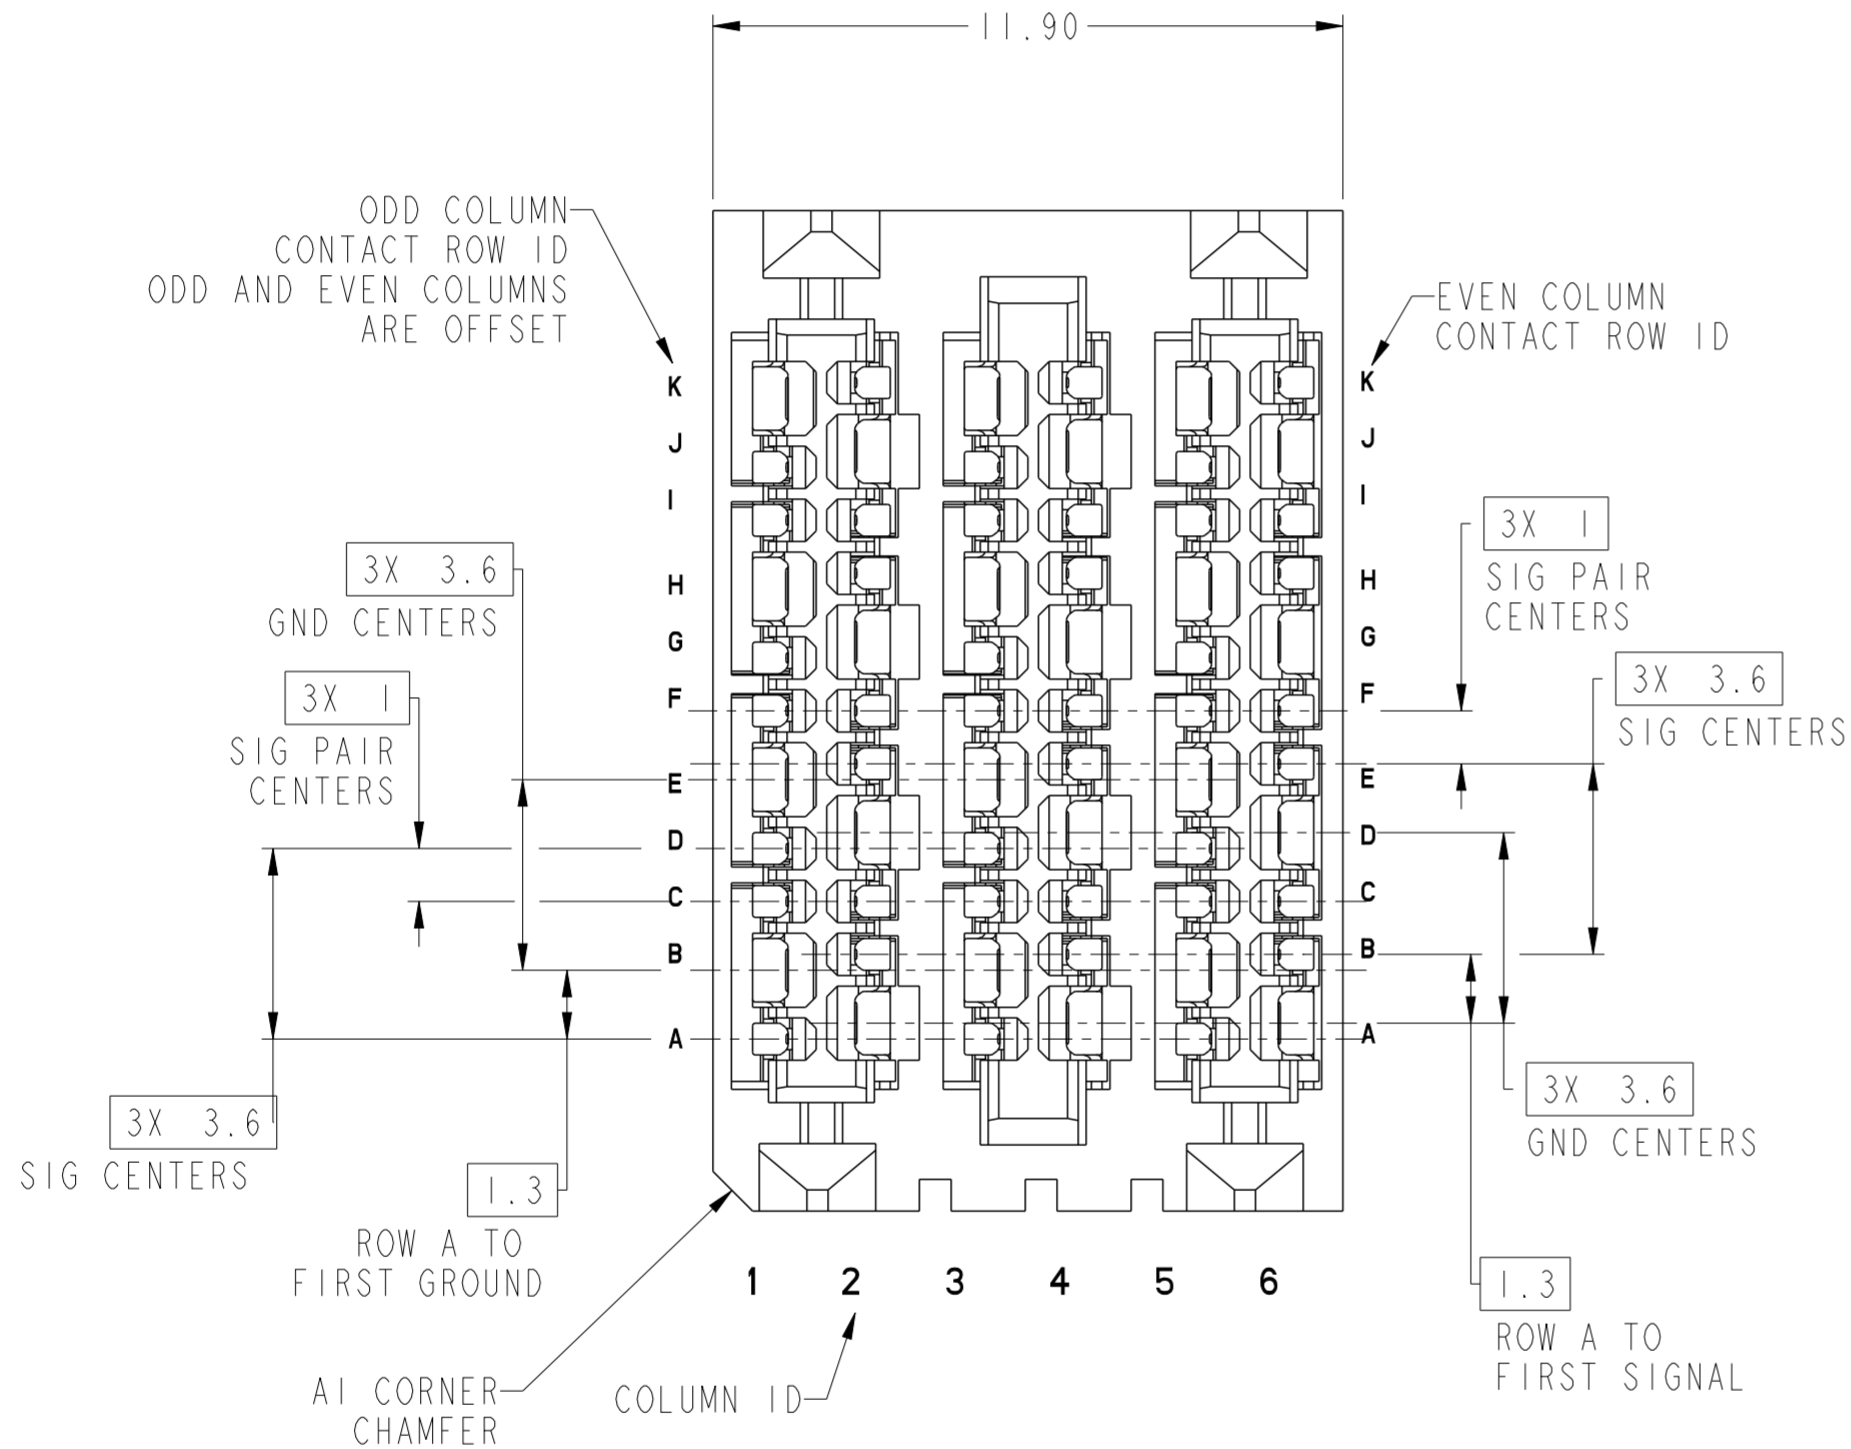 11.90
ODD COLUMN
CONTACT ROW ID
ODD AND EVEN COLUMNS
ARE OFFSET
EVEN COLUMN
CONTACT ROW ID
K
J
I
H
G
F
E
D
C
B
A
K
J
I
H
G
F
E
D
C
B
A
3X 3.6
GND CENTERS
3X 1
SIG PAIR
CENTERS
3X 3.6
SIG CENTERS
1.3
ROW A TO
FIRST GROUND
3X 1
SIG PAIR
CENTERS
3X 3.6
SIG CENTERS
3X 3.6
GND CENTERS
1.3
ROW A TO
FIRST SIGNAL
1 2 3 4 5 6
A1 CORNER
CHAMFER
COLUMN ID